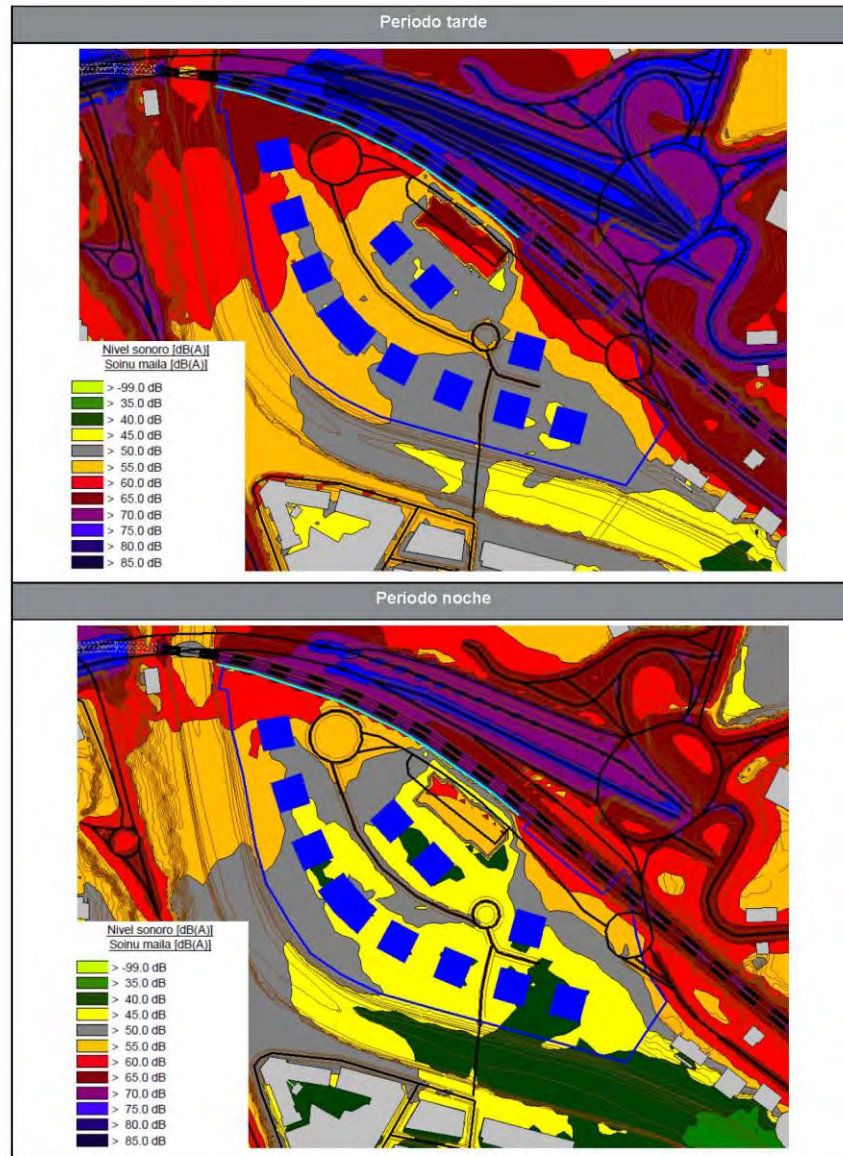 Periodo tarde
Nivel sonoro [dB(A)]
Soinu maila [dB(A)]
> -99.0 dB
> 35.0 dB
> 40.0 dB
> 45.0 dB
> 50.0 dB
> 55.0 dB
> 60.0 dB
> 65.0 dB
> 70.0 dB
> 75.0 dB
> 80.0 dB
> 85.0 dB
Periodo noche
Nivel sonoro [dB(A)]
Soinu maila [dB(A)]
> -99.0 dB
> 35.0 dB
> 40.0 dB
> 45.0 dB
> 50.0 dB
> 55.0 dB
> 60.0 dB
> 65.0 dB
> 70.0 dB
> 75.0 dB
> 80.0 dB
> 85.0 dB